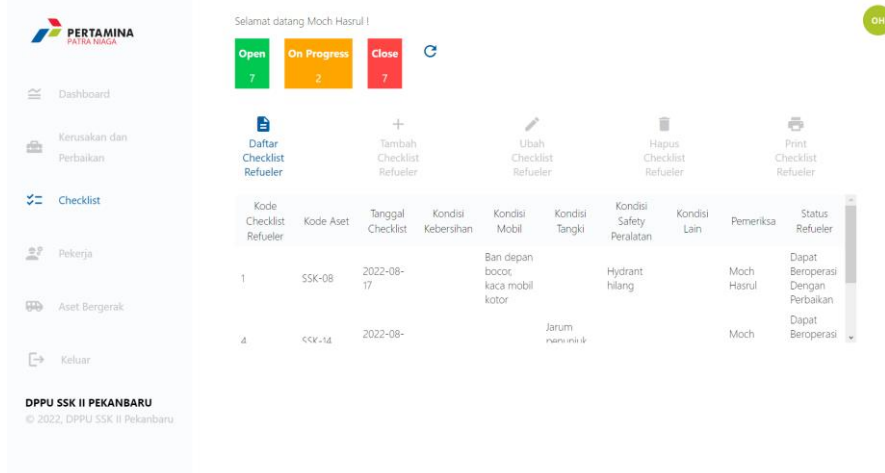 PERTAMINA
PATRA NIAGA
Dashboard
Kerusakan dan
Perbaikan
Checklist
Pekerja
Aset Bergerak
Keluar
DPPU SSK II PEKANBARU
© 2022, DPPU SSK II Pekanbaru
Selamat datang Moch Hasrul !
OH
Open On Progress Close
7 2 7
Daftar Tambah Ubah Hapus Print
Checklist Checklist Checklist Checklist Checklist
Refueler Refueler Refueler Refueler Refueler
Kode Checklist Refueler Kode Aset Tanggal Checklist Kondisi Kebersihan Kondisi Mobil Kondisi Tangki Kondisi Safety Peralatan Kondisi Lain Pemeriksa Status Refueler
1 SSK-08 2022-08-17 Ban depan bocor, kaca mobil kotor Hydrant hilang Moch Hasrul Dapat Beroperasi Dengan Perbaikan
4 SSK-14 2022-08- Jarum penunjuk Moch Dapat Beroperasi